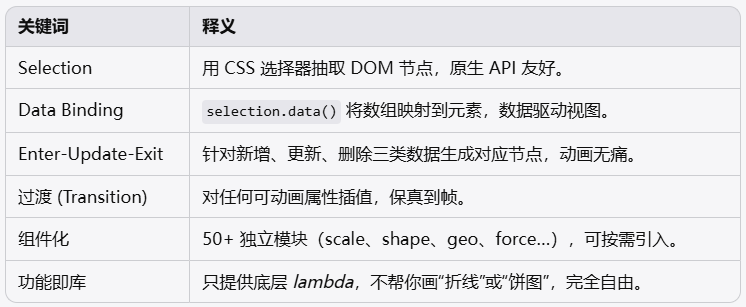 关键词 释义
Selection 用 CSS 选择器抽取 DOM 节点，原生 API 友好。
Data Binding selection.data() 将数组映射到元素，数据驱动视图。
Enter-Update-Exit 针对新增、更新、删除三类数据生成对应节点，动画无痛。
过渡 (Transition) 对任何可动画属性插值，保真到帧。
组件化 50+ 独立模块（scale、shape、geo、force…），可按需引入。
功能即库 只提供底层 lambda，不帮你画“折线”或“饼图”，完全自由。